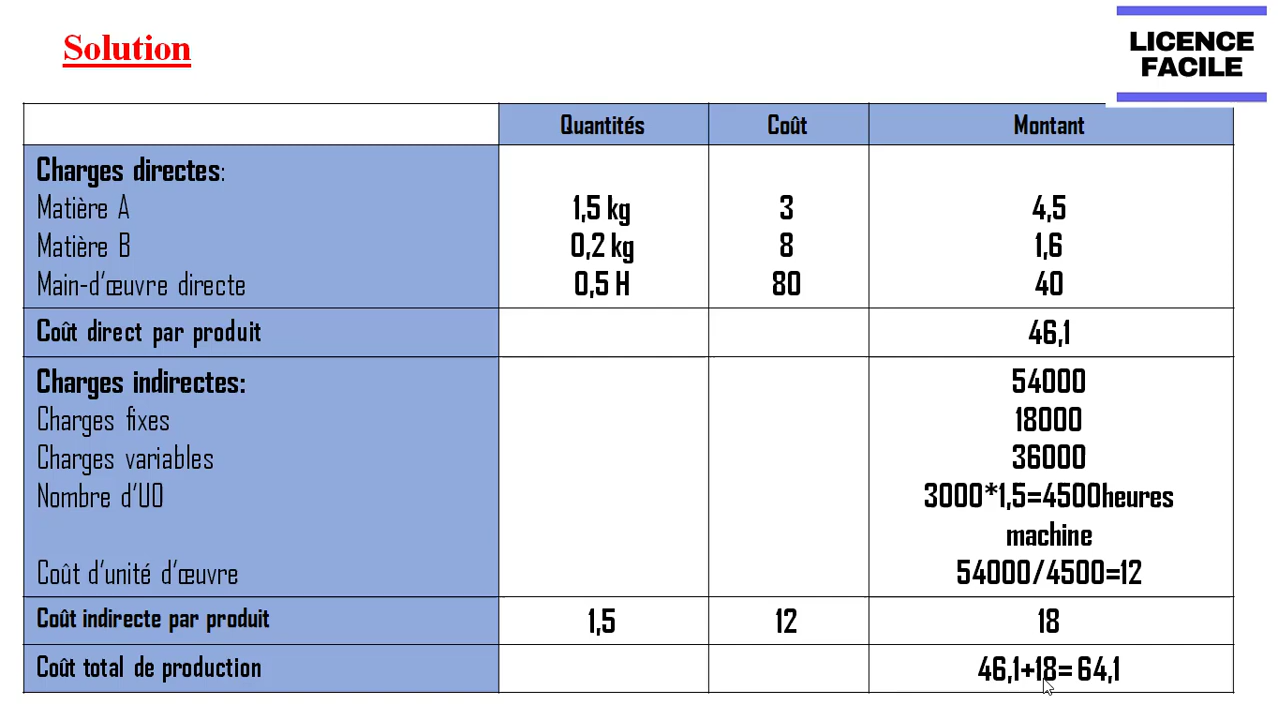 Solution
LICENCE
FACILE
Quantités Coût Montant
Charges directes:
Matière A 1,5 kg 3 4,5
Matière B 0,2 kg 8 1,6
Main-d'œuvre directe 0,5 H 80 40
Coût direct par produit 46,1
Charges indirectes: 54000
Charges fixes 18000
Charges variables 36000
Nombre d'UO 3000*1,5=4500heures
machine
Coût d'unité d'œuvre 54000/4500=12
Coût indirecte par produit 1,5 12 18
Coût total de production 46,1+18= 64,1